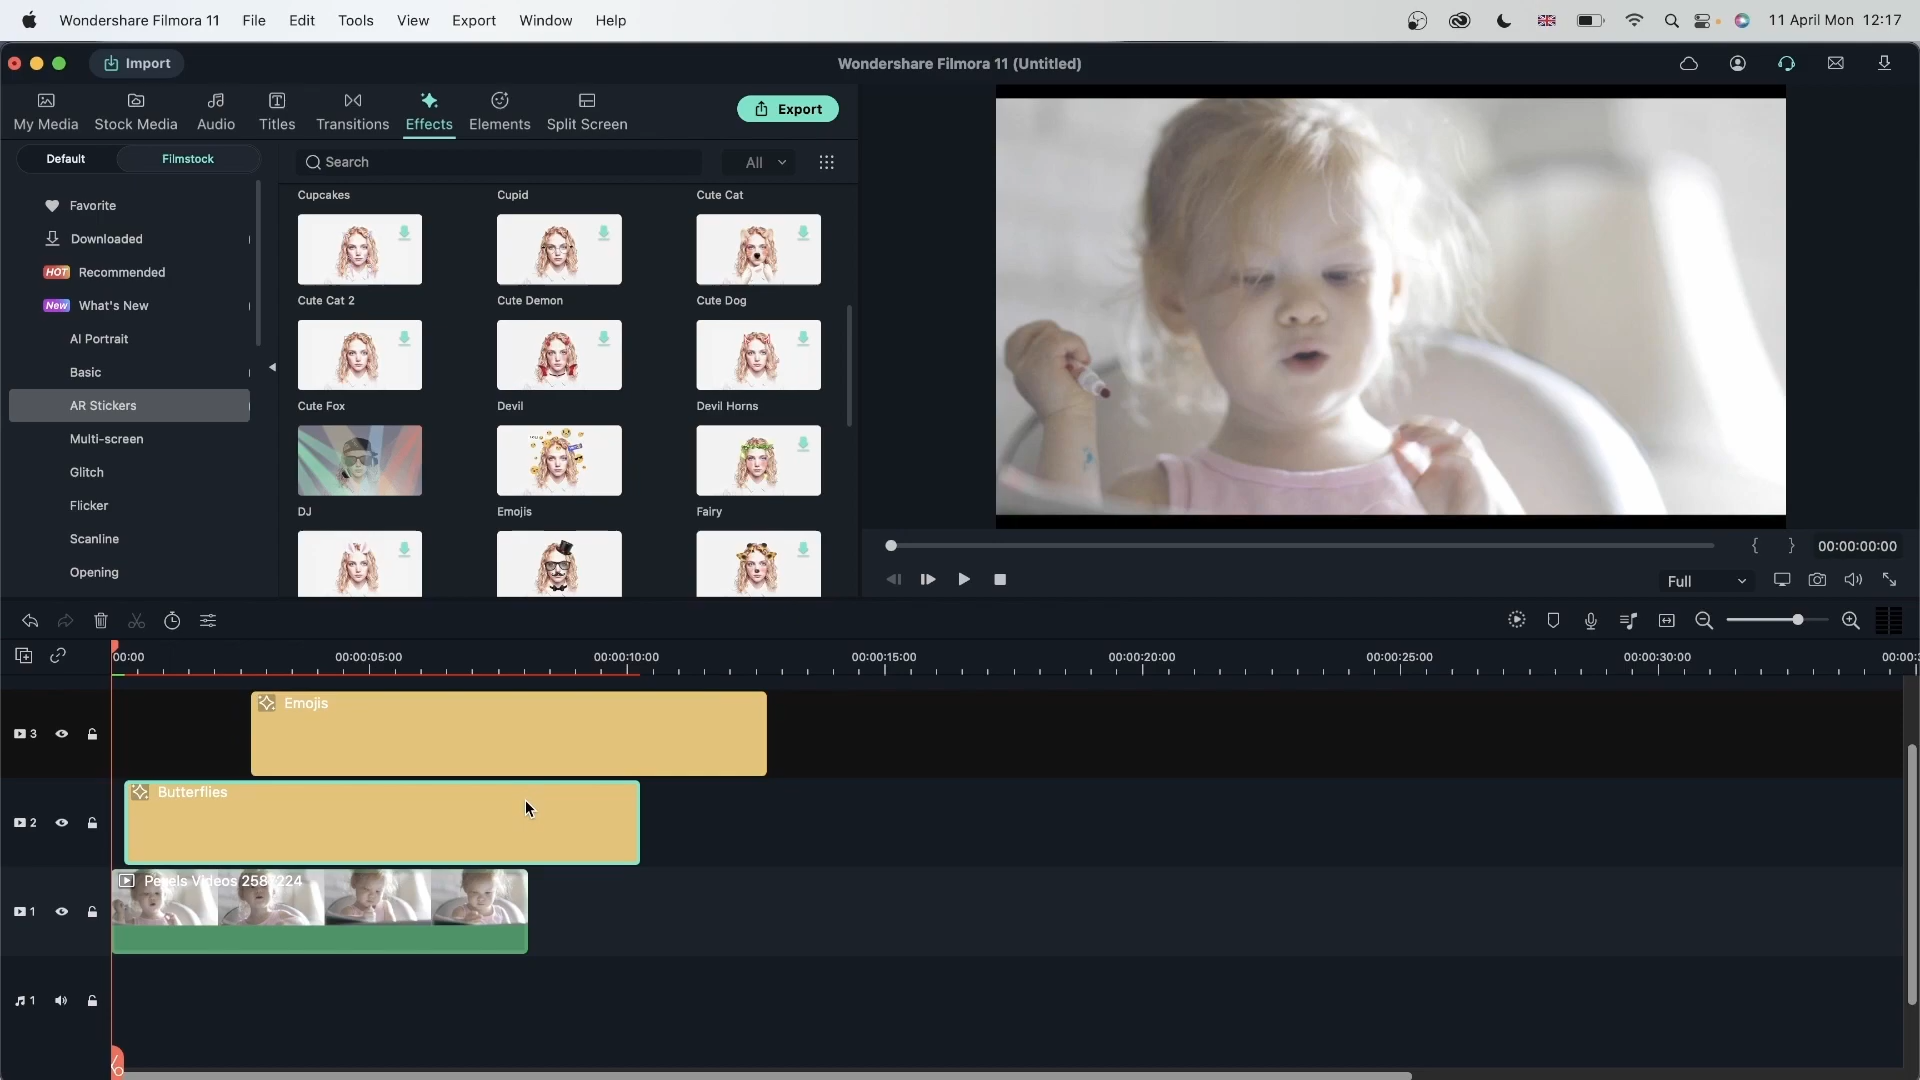 Wondershare Filmora 11 File Edit Tools View Export Window Help 11 April Mon 12:17
Import Wondershare Filmora 11 (Untitled)
My Media Stock Media Audio Titles Transitions Effects Elements Split Screen Export
Default Filmstock Search All
Favorite
Downloaded
HOT Recommended
New What's New
AI Portrait
Basic
AR Stickers
Multi-screen
Glitch
Flicker
Scanline
Opening
Cupcakes Cupid Cute Cat
Cute Cat 2 Cute Demon Cute Dog
Cute Fox Devil Devil Horns
DJ Emojis Fairy
{ } 00:00:00:00
Full
00:00 00:00:05:00 00:00:10:00 00:00:15:00 00:00:20:00 00:00:25:00 00:00:30:00 00:00:
3 Emojis
2 Butterflies
1 Pexels Videos 2587224
1